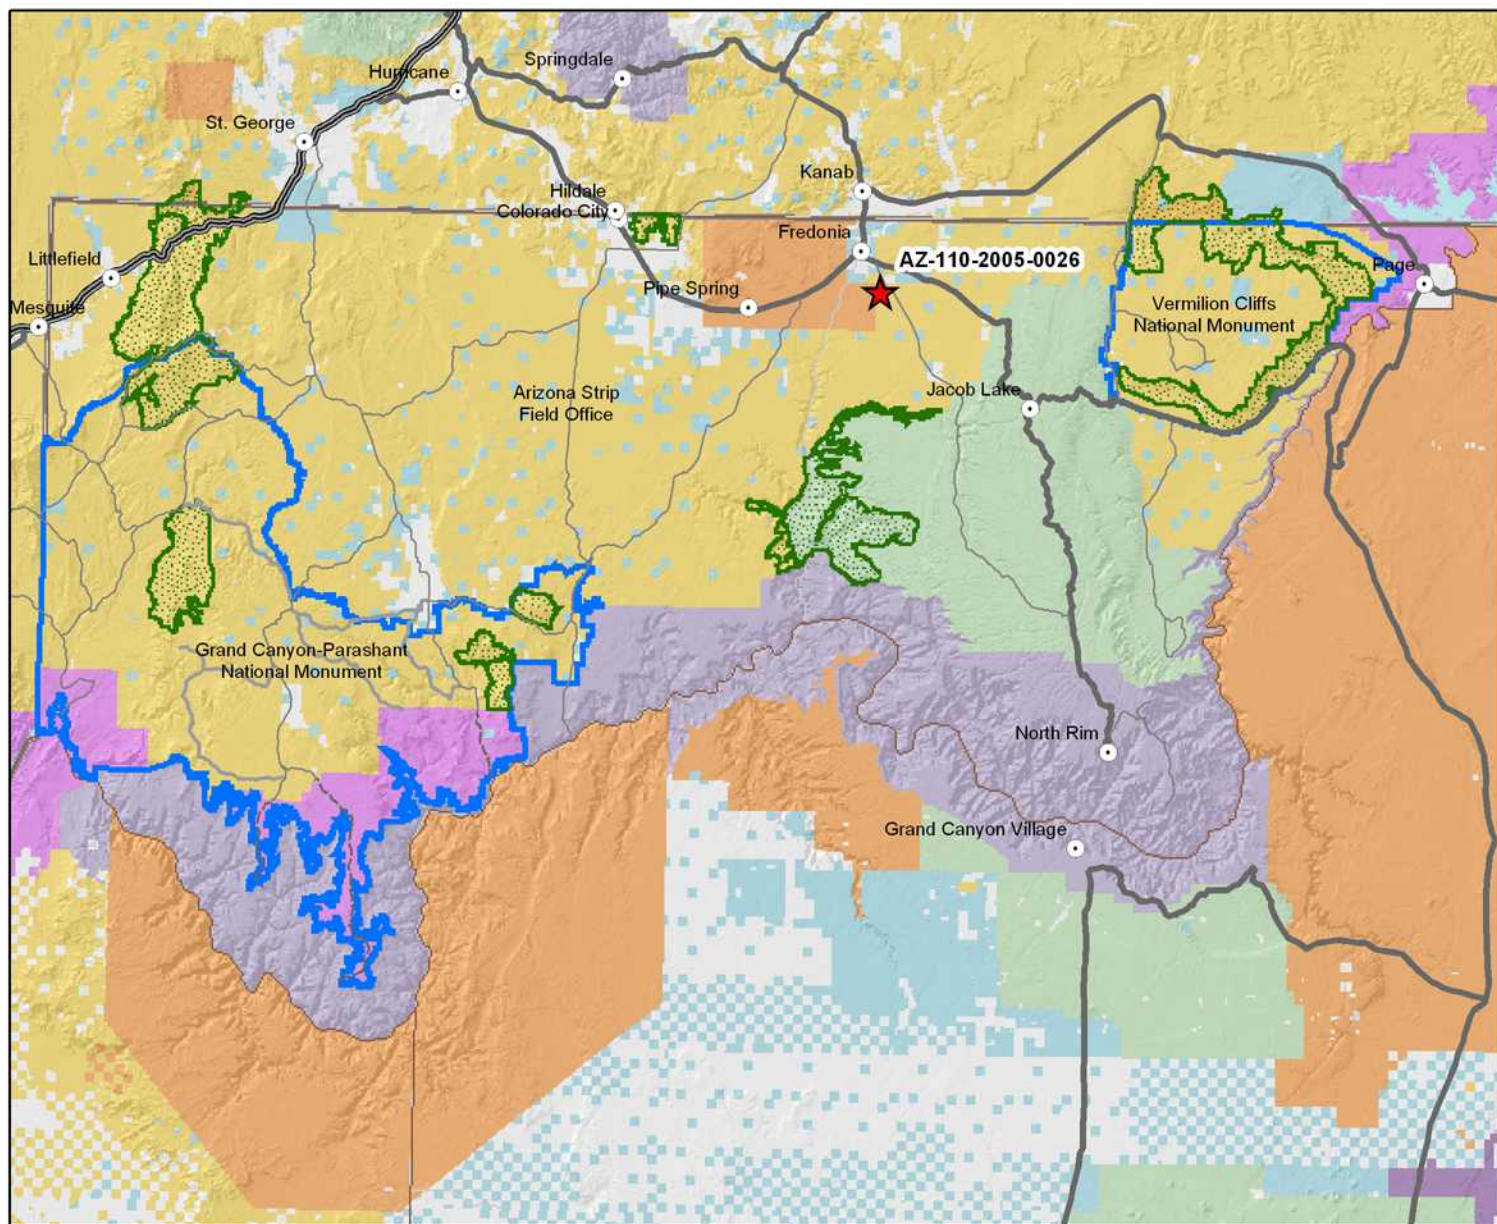 Springdale
Hurricane
St. George
Kanab
Hildale
Colorado City
Fredonia
AZ-110-2005-0026
Littlefield
Page
Pipe Spring
Mesquite
Vermilion Cliffs
National Monument
Arizona Strip
Field Office
Jacob Lake
Grand Canyon-Parashant
National Monument
North Rim
Grand Canyon Village